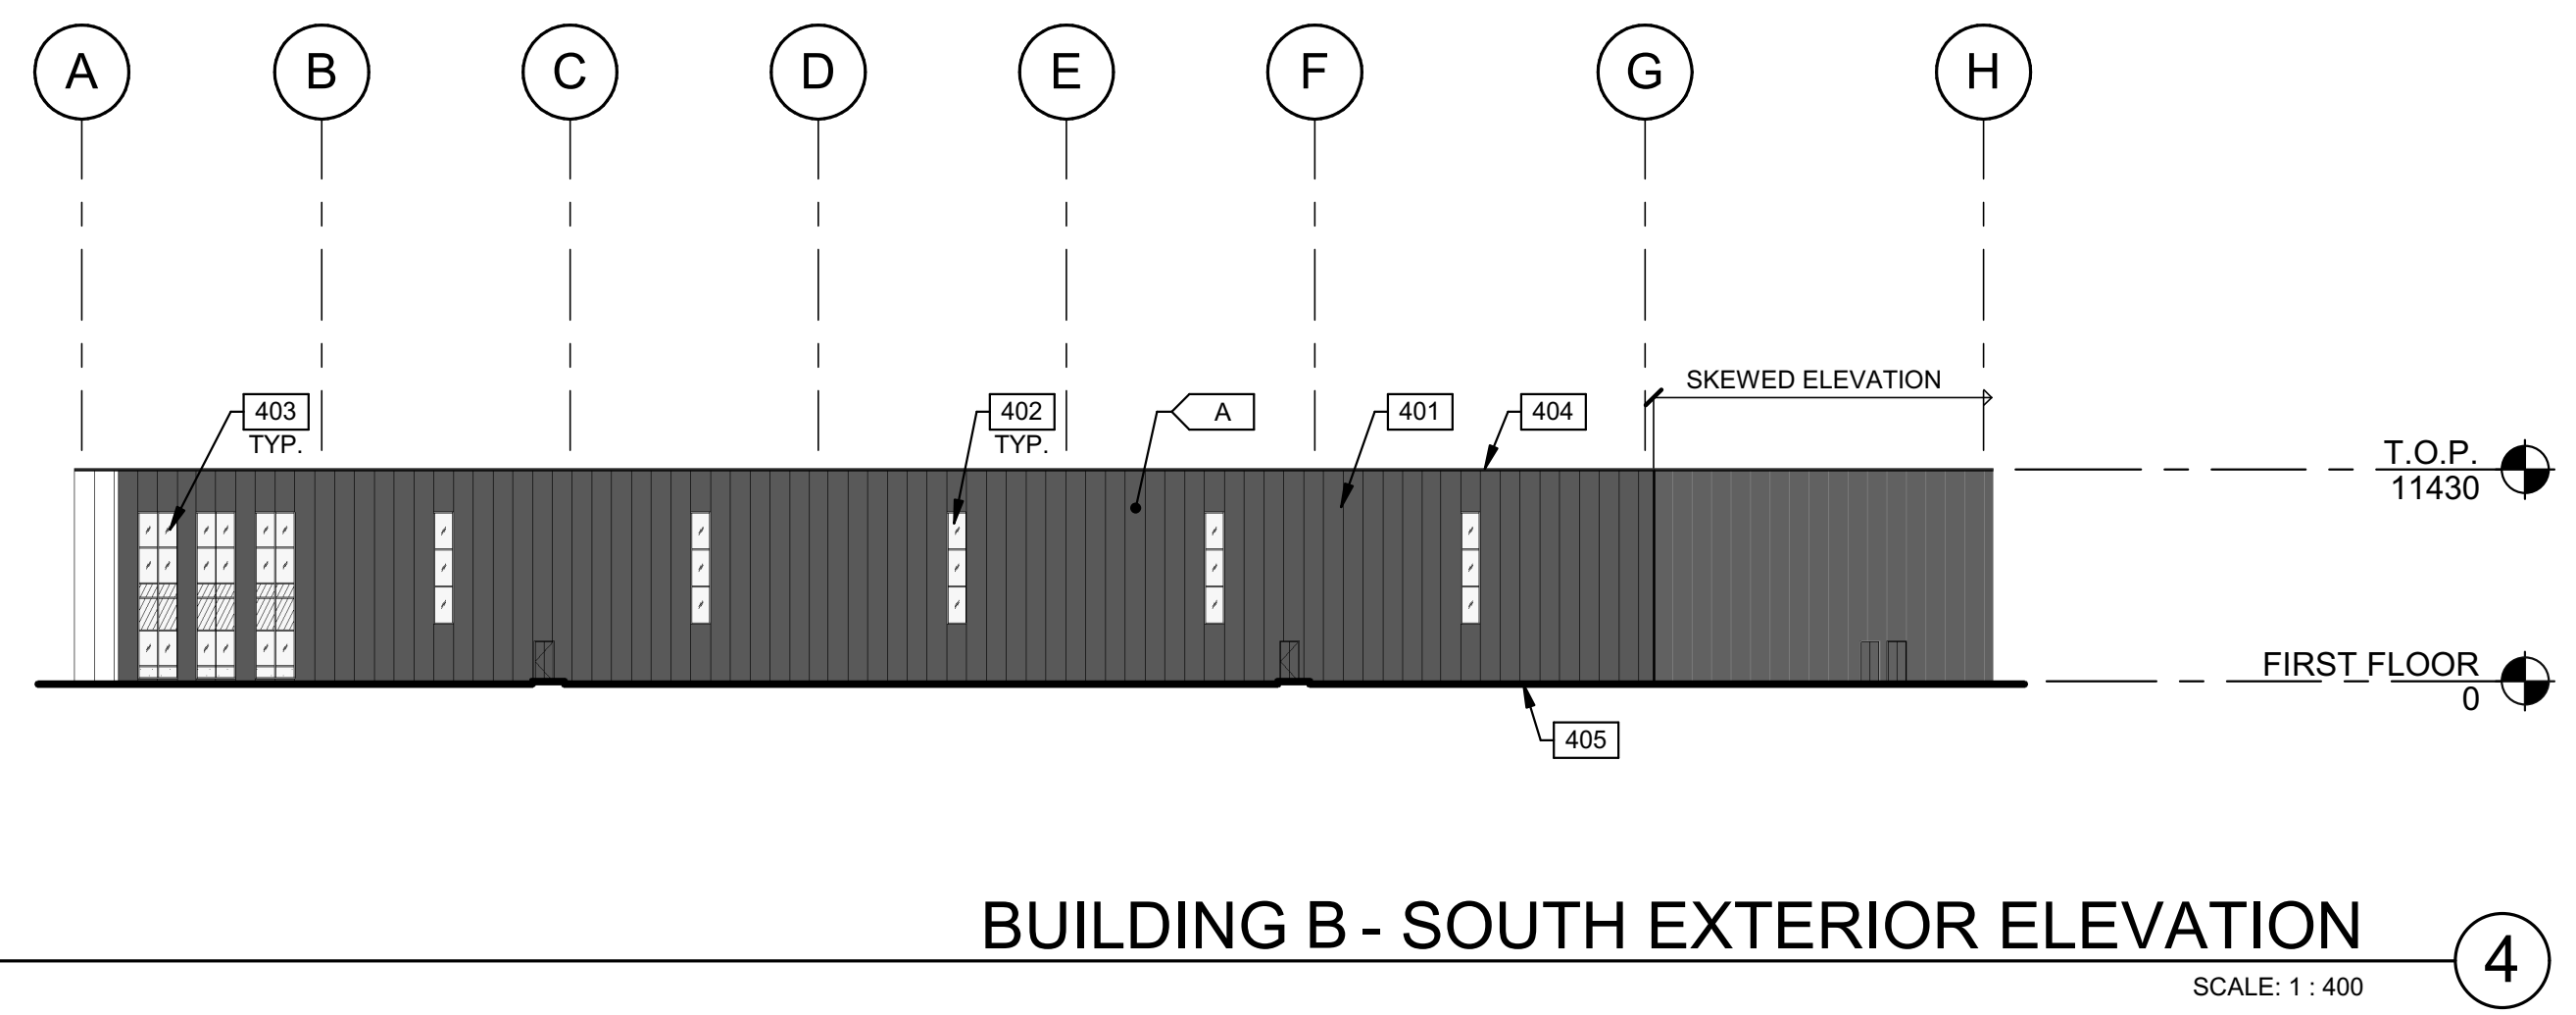 A B C D E F G H
SKEWED ELEVATION
403 402 A 401 404
TYP. TYP.
T.O.P.
11430
FIRST FLOOR
0
405
BUILDING B - SOUTH EXTERIOR ELEVATION
4
SCALE: 1 : 400